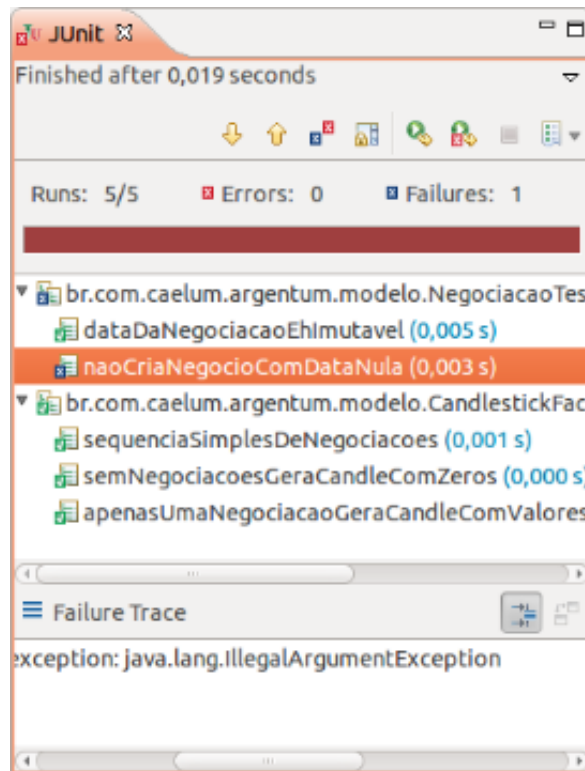 JUnit
Finished after 0,019 seconds
Runs: 5/5 Errors: 0 Failures: 1
br.com.caelum.argentum.modelo.NegociacaoTes
dataDaNegociacaoEhImutavel (0,005 s)
naoCriaNegocioComDataNula (0,003 s)
br.com.caelum.argentum.modelo.CandlestickFac
sequenciaSimplesDeNegociacoes (0,001 s)
semNegociacoesGeraCandleComZeros (0,000 s)
apenasUmaNegociacaoGeraCandleComValores
Failure Trace
exception: java.lang.IllegalArgumentException